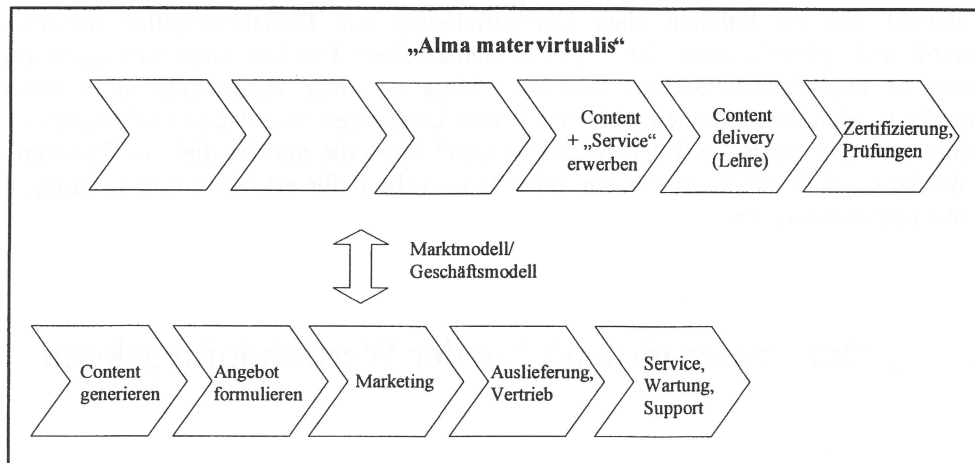 „Alma mater virtualis“
Content
+ „Service“
erwerben
Content
delivery
(Lehre)
Zertifizierung,
Prüfungen
Marktmodell/
Geschäftsmodell
Content
generieren
Angebot
formulieren
Marketing
Auslieferung,
Vertrieb
Service,
Wartung,
Support